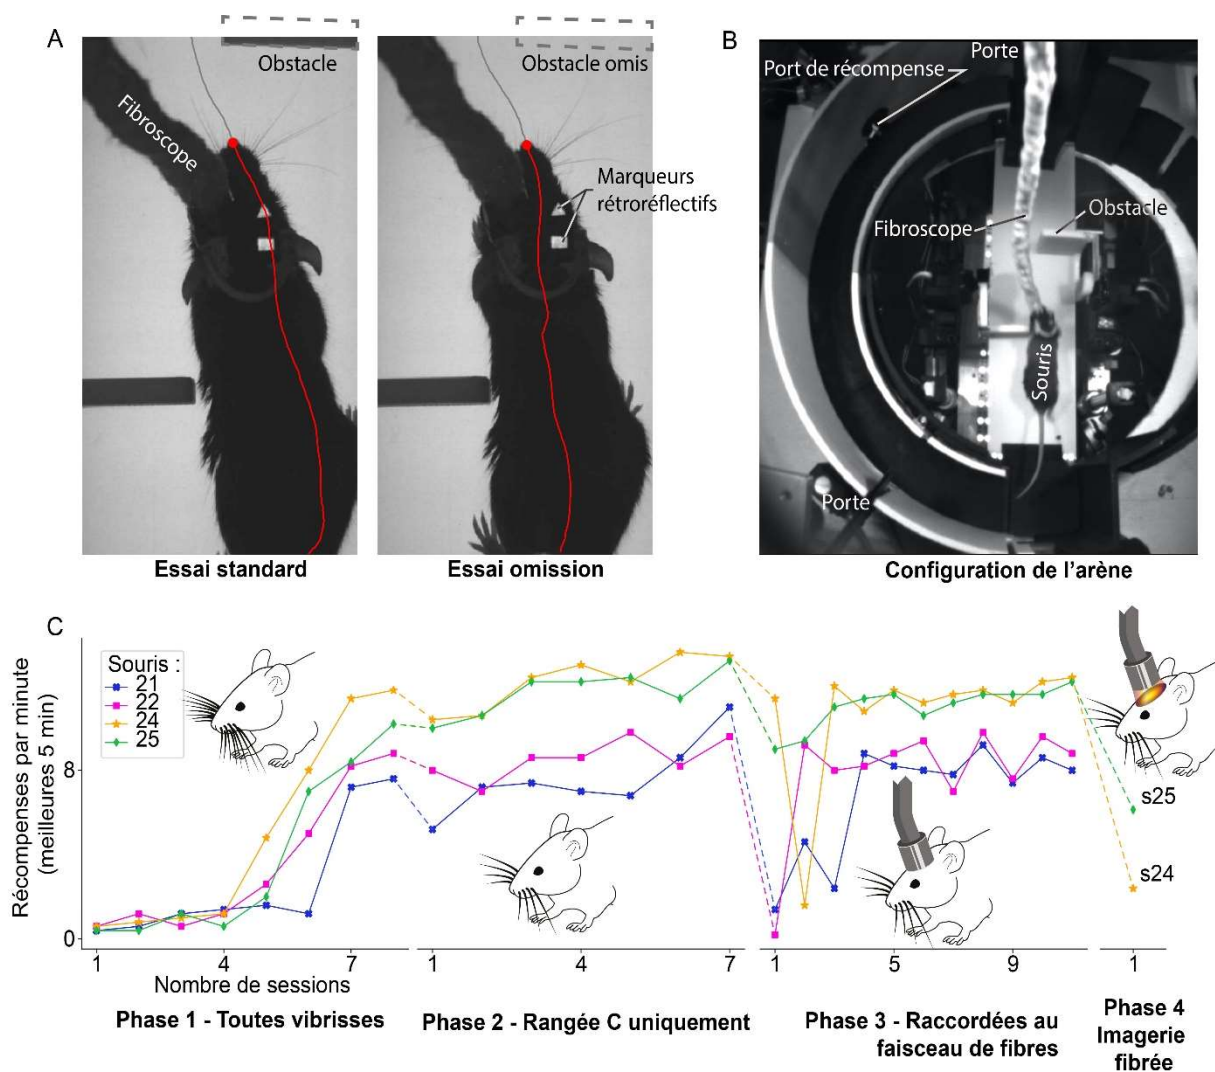 A
Obstacle
Fibroscope
Essai standard
Obstacle omis
Marqueurs
rétroréflectifs
Essai omission
B
Porte
Port de récompense
Fibroscope
Obstacle
Souris
Porte
Configuration de l'arène
C
Récompenses par minute
(meilleures 5 min)
8
0
Souris :
21
22
24
25
s25
s24
1
4
7
1
4
7
1
5
9
1
Nombre de sessions
Phase 1 - Toutes vibrisses
Phase 2 - Rangée C uniquement
Phase 3 - Raccordées au
faisceau de fibres
Phase 4
Imagerie
fibrée